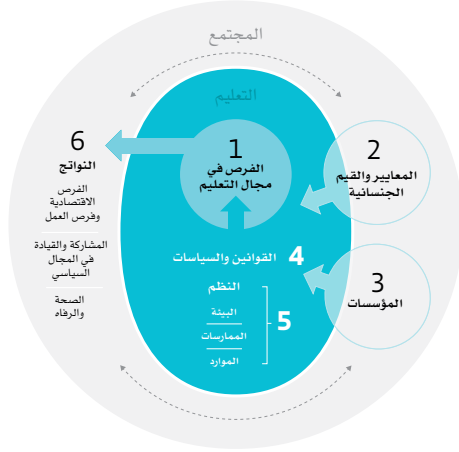 المجتمع
التعليم
1
الفرص في
مجال التعليم
2
المعايير والقيم
الجنسانية
3
المؤسسات
4 القوانين والسياسات
5
النظم
البيئة
الممارسات
الموارد
6
النواتج
الفرص
الاقتصادية
وفرص العمل
المشاركة والقيادة
في المجال
السياسي
الصحة
والرفاه